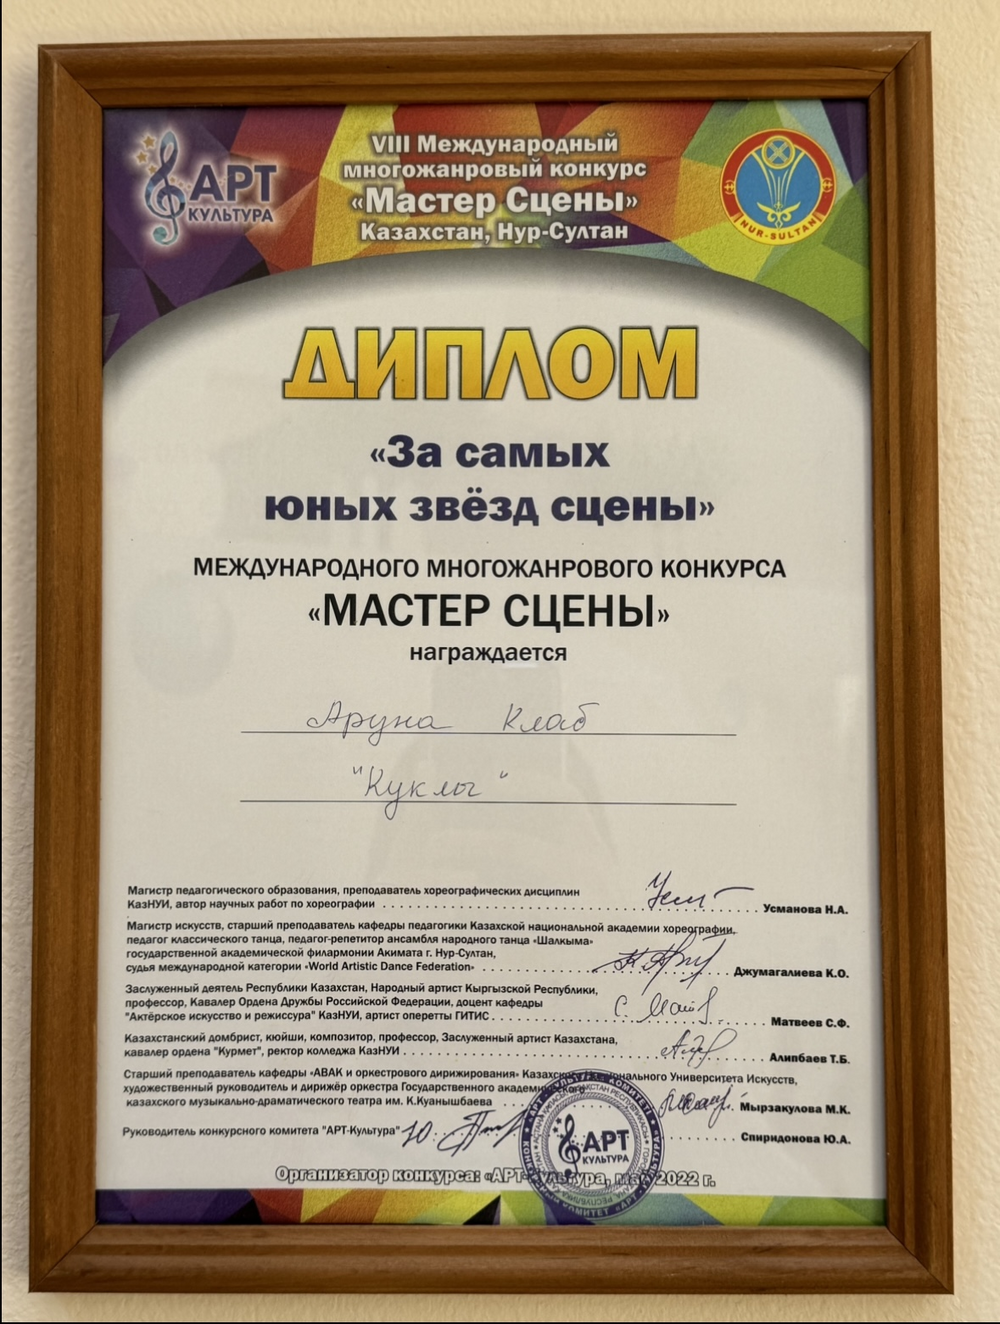 АРТ
КУЛЬТУРА
VIII Международный
многожанровый конкурс
«Мастер Сцены»
Казахстан, Нур-Султан
NUR-SULTAN
ДИПЛОМ
«За самых
юных звёзд сцены»
МЕЖДУНАРОДНОГО МНОГОЖАНРОВОГО КОНКУРСА
«МАСТЕР СЦЕНЫ»
награждается
Аруна Клаб
"Куклы"
Магистр педагогического образования, преподаватель хореографических дисциплин
КазНУИ, автор научных работ по хореографии Усманова Н.А.
Магистр искусств, старший преподаватель кафедры педагогики Казахской национальной академии хореографии,
педагог классического танца, педагог-репетитор ансамбля народного танца «Шалкыма»
государственной академической филармонии Акимата г. Нур-Султан,
судья международной категории «World Artistic Dance Federation» Джумагалиева К.О.
Заслуженный деятель Республики Казахстан, Народный артист Кыргызской Республики,
профессор, Кавалер Ордена Дружбы Российской Федерации, доцент кафедры
"Актёрское искусство и режиссура" КазНУИ, артист оперетты ГИТИС Матвеев С.Ф.
Казахстанский домбрист, кюйши, композитор, профессор, Заслуженный артист Казахстана,
кавалер ордена "Курмет", ректор колледжа КазНУИ Алипбаев Т.Б.
Старший преподаватель кафедры «АВАК и оркестрового дирижирования» Казахского Национального Университета Искусств,
художественный руководитель и дирижёр оркестра Государственного академического
казахского музыкально-драматического театра им. К.Куанышбаева Мырзакулова М.К.
Руководитель конкурсного комитета "АРТ-Культура" Спиридонова Ю.А.
АРТ
КУЛЬТУРА
Организатор конкурса: «АРТ-Культура, май 2022 г.